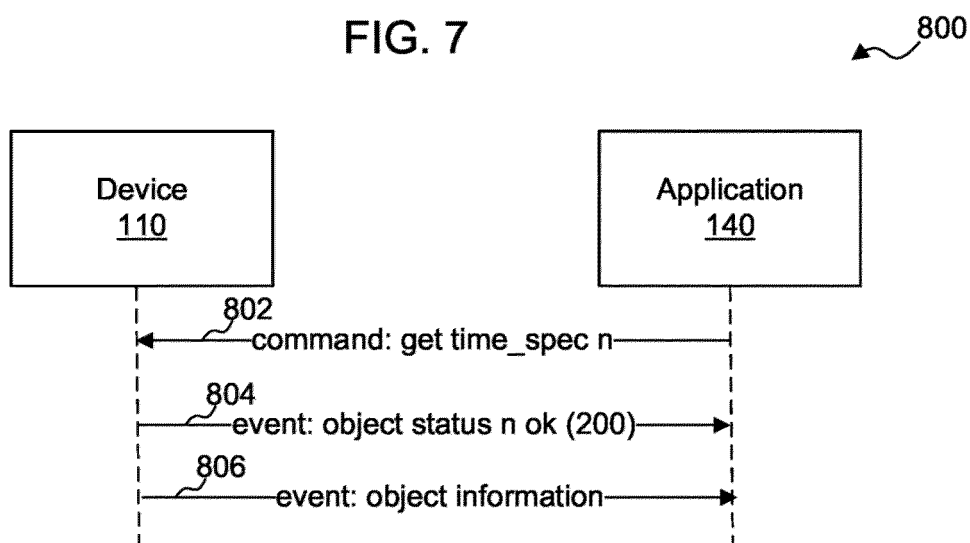 FIG. 7
800
Device
110
Application
140
802
command: get time_spec n
804
event: object status n ok (200)
806
event: object information